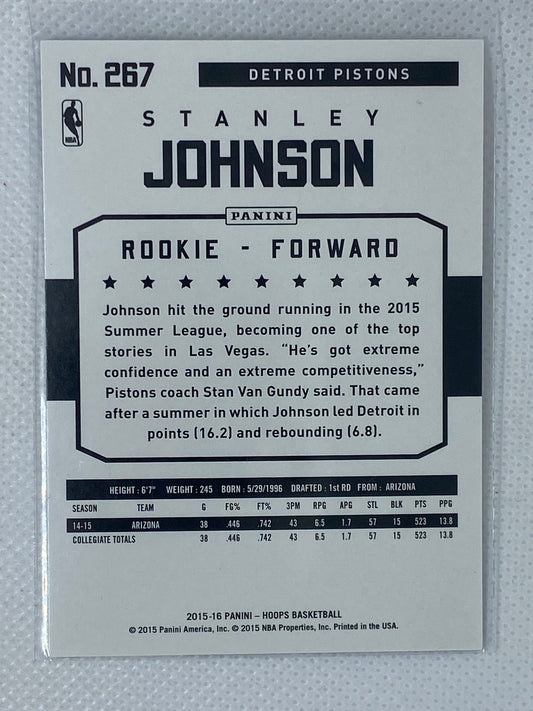 No. 267
DETROIT PISTONS
NBA
STANLEY
JOHNSON
PANINI
ROOKIE - FORWARD
Johnson hit the ground running in the 2015
Summer League, becoming one of the top
stories in Las Vegas. “He's got extreme
confidence and an extreme competitiveness,”
Pistons coach Stan Van Gundy said. That came
after a summer in which Johnson led Detroit in
points (16.2) and rebounding (6.8).
HEIGHT: 6'7" WEIGHT: 245 BORN: 5/29/1996 DRAFTED: 1st RD FROM: ARIZONA
SEASON TEAM G FG% FT% 3PM RPG APG STL BLK PTS PPG
14-15 ARIZONA 38 .446 .742 43 6.5 1.7 57 15 523 13.8
COLLEGIATE TOTALS 38 .446 .742 43 6.5 1.7 57 15 523 13.8
2015-16 PANINI – HOOPS BASKETBALL
© 2015 Panini America, Inc. © 2015 NBA Properties, Inc. Printed in the USA.